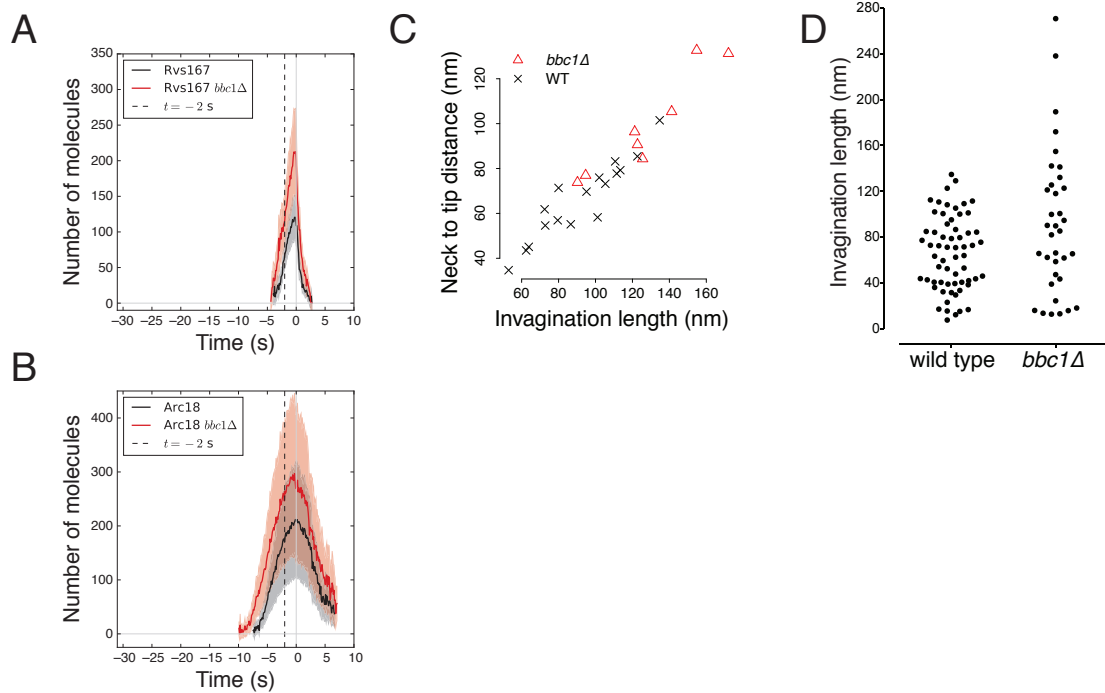 A
Number of molecules
350
300
250
200
150
100
50
0
Rvs167
Rvs167 bbc1Δ
t = −2 s
−30 −25 −20 −15 −10 −5 0 5 10
Time (s)
B
Number of molecules
400
300
200
100
0
Arc18
Arc18 bbc1Δ
t = −2 s
−30 −25 −20 −15 −10 −5 0 5 10
Time (s)
C
Neck to tip distance (nm)
120
100
80
60
40
bbc1Δ
WT
60 80 100 120 140 160
Invagination length (nm)
D
Invagination length (nm)
280
240
200
160
120
80
40
0
wild type bbc1Δ